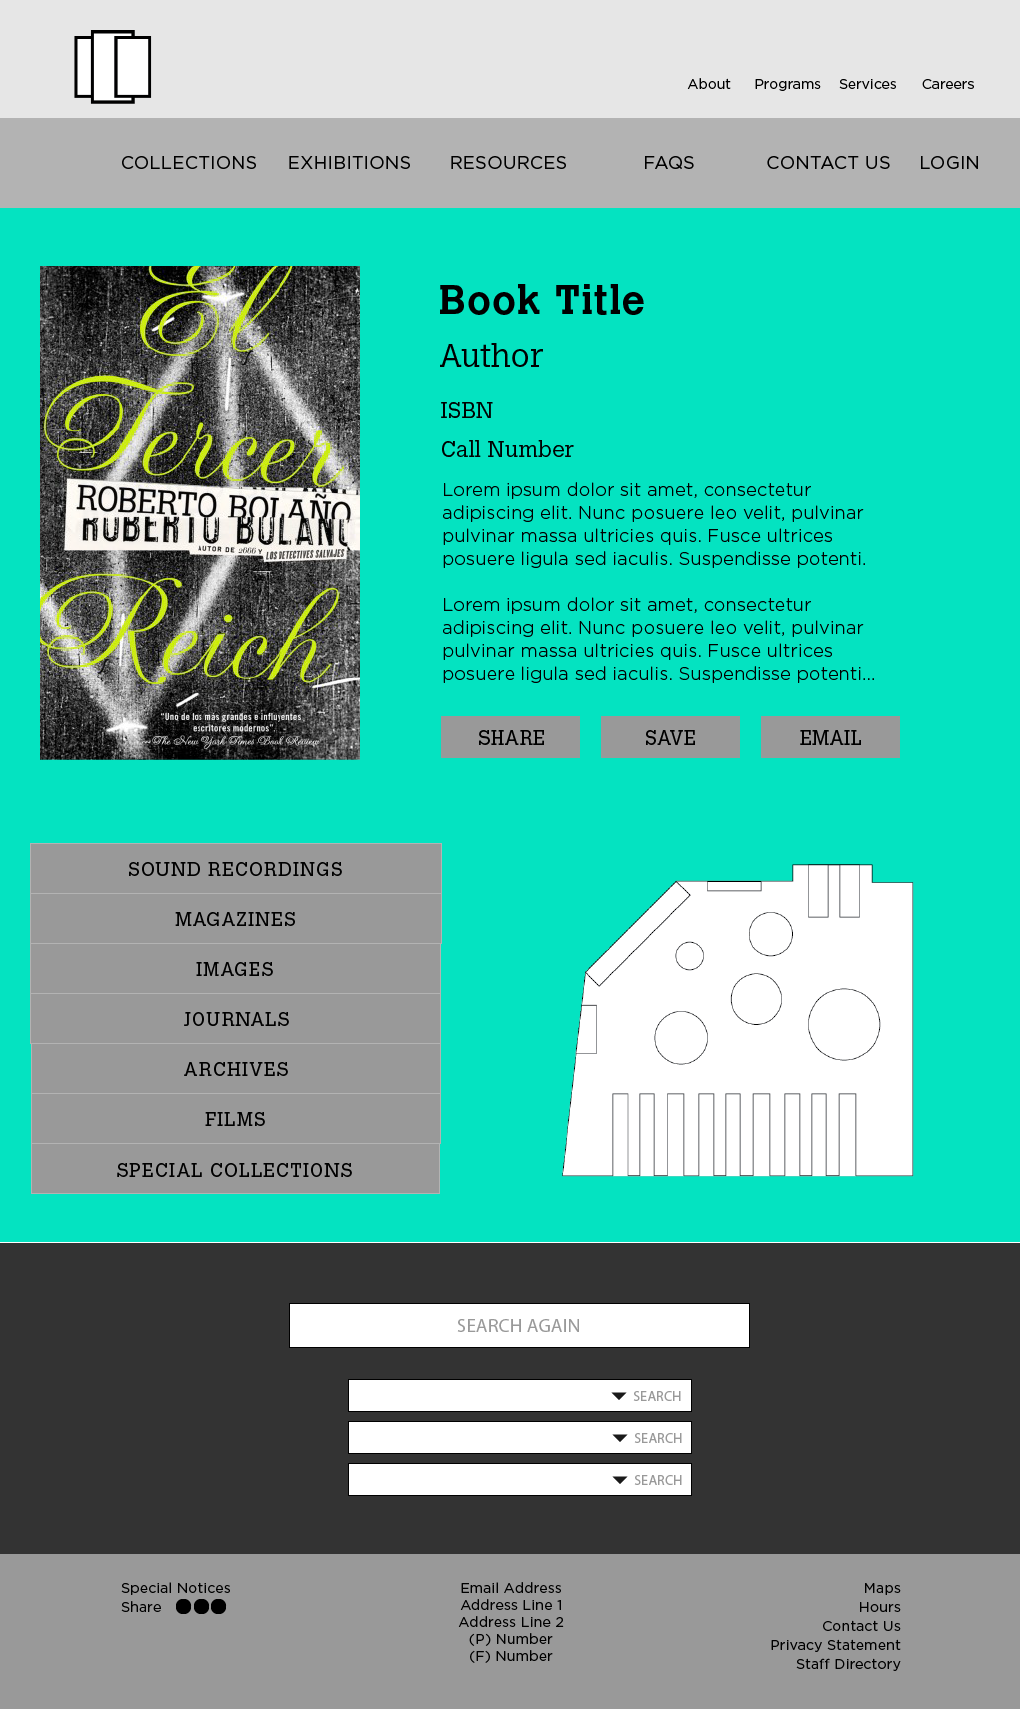 About Programs Services Careers
COLLECTIONS EXHIBITIONS RESOURCES FAQS CONTACT US LOGIN
El
Tercer
ROBERTO BOLAÑO
ROBERTO BOLAÑO
AUTOR DE 2666 Y LOS DETECTIVES SALVAJES
Reich
"Uno de los más grandes e influyentes
escritores modernos"
—The New York Times Book Review
Book Title
Author
ISBN
Call Number
Lorem ipsum dolor sit amet, consectetur
adipiscing elit. Nunc posuere leo velit, pulvinar
pulvinar massa ultricies quis. Fusce ultrices
posuere ligula sed iaculis. Suspendisse potenti.
Lorem ipsum dolor sit amet, consectetur
adipiscing elit. Nunc posuere leo velit, pulvinar
pulvinar massa ultricies quis. Fusce ultrices
posuere ligula sed iaculis. Suspendisse potenti...
SHARE SAVE EMAIL
SOUND RECORDINGS
MAGAZINES
IMAGES
JOURNALS
ARCHIVES
FILMS
SPECIAL COLLECTIONS
SEARCH AGAIN
SEARCH
SEARCH
SEARCH
Special Notices
Share
Email Address
Address Line 1
Address Line 2
(P) Number
(F) Number
Maps
Hours
Contact Us
Privacy Statement
Staff Directory